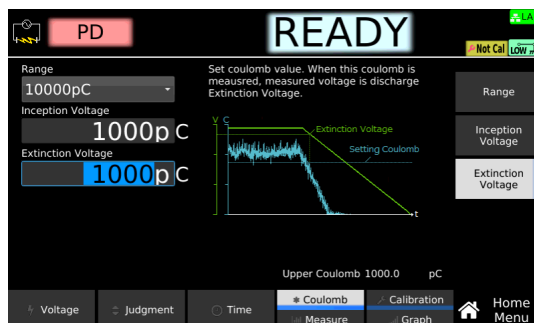 PD
READY
LA
Not Cal
LOW
Range
10000pC
Inception Voltage
1000p C
Extinction Voltage
1000p C
Set coulomb value. When this coulomb is
meausred, measured voltage is discharge
Extinction Voltage.
V C
Extinction Voltage
Setting Coulomb
t
Upper Coulomb 1000.0 pC
Range
Inception
Voltage
Extinction
Voltage
Voltage
Judgment
Time
Coulomb
Measure
Calibration
Graph
Home
Menu